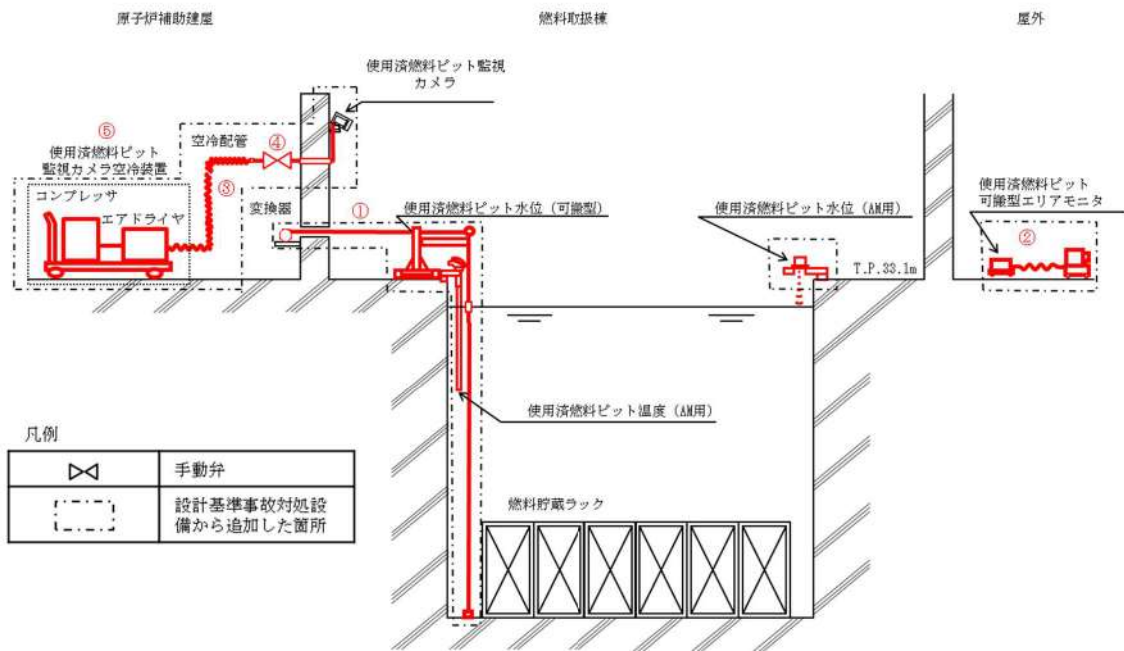 原子炉補助建屋
燃料取扱棟
屋外
使用済燃料ピット監視
カメラ
⑤
使用済燃料ピット
監視カメラ空冷装置
空冷配管
④
③
コンプレッサ
エアドライヤ
変換器
①
使用済燃料ピット水位(可搬型)
使用済燃料ピット水位(AM用)
T.P.33.1m
使用済燃料ピット
可搬型エリアモニタ
②
使用済燃料ピット温度(AM用)
燃料貯蔵ラック
凡例
手動弁
設計基準事故対処設
備から追加した箇所